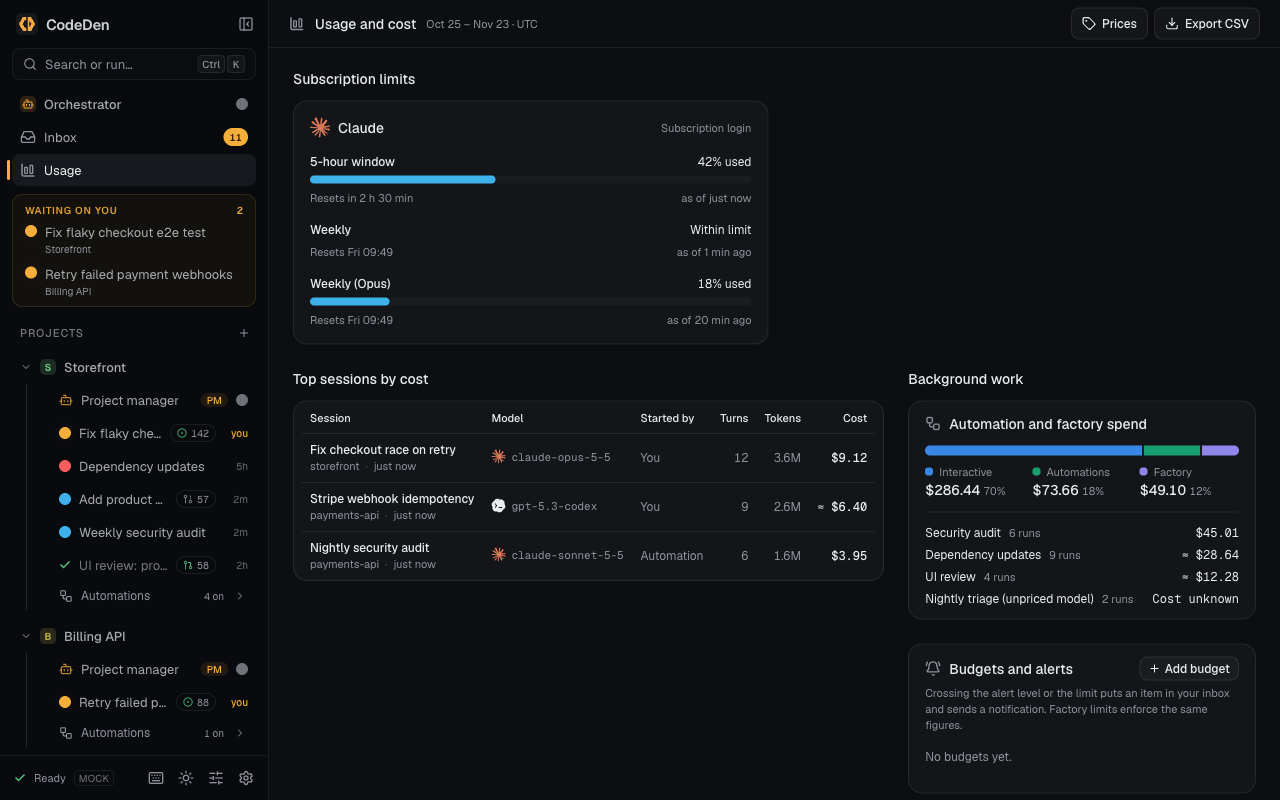 CodeDen
Search or run… Ctrl K
Orchestrator
Inbox 11
Usage
WAITING ON YOU 2
Fix flaky checkout e2e test
Storefront
Retry failed payment webhooks
Billing API
PROJECTS
S Storefront
Project manager PM
Fix flaky che… 142 you
Dependency updates 5h
Add product … 57 2m
Weekly security audit 2m
UI review: pro… 58 2h
Automations 4 on
B Billing API
Project manager PM
Retry failed p… 88 you
Automations 1 on
Ready MOCK
Usage and cost Oct 25 – Nov 23 · UTC
Prices
Export CSV
Subscription limits
Claude Subscription login
5-hour window 42% used
Resets in 2 h 30 min as of just now
Weekly Within limit
Resets Fri 09:49 as of 1 min ago
Weekly (Opus) 18% used
Resets Fri 09:49 as of 20 min ago
Top sessions by cost
Session Model Started by Turns Tokens Cost
Fix checkout race on retry claude-opus-5-5 You 12 3.6M $9.12
storefront · just now
Stripe webhook idempotency gpt-5.3-codex You 9 2.6M ≈ $6.40
payments-api · just now
Nightly security audit claude-sonnet-5-5 Automation 6 1.6M $3.95
payments-api · just now
Background work
Automation and factory spend
Interactive Automations Factory
$286.44 70% $73.66 18% $49.10 12%
Security audit 6 runs $45.01
Dependency updates 9 runs ≈ $28.64
UI review 4 runs ≈ $12.28
Nightly triage (unpriced model) 2 runs Cost unknown
Budgets and alerts + Add budget
Crossing the alert level or the limit puts an item in your inbox
and sends a notification. Factory limits enforce the same
figures.
No budgets yet.